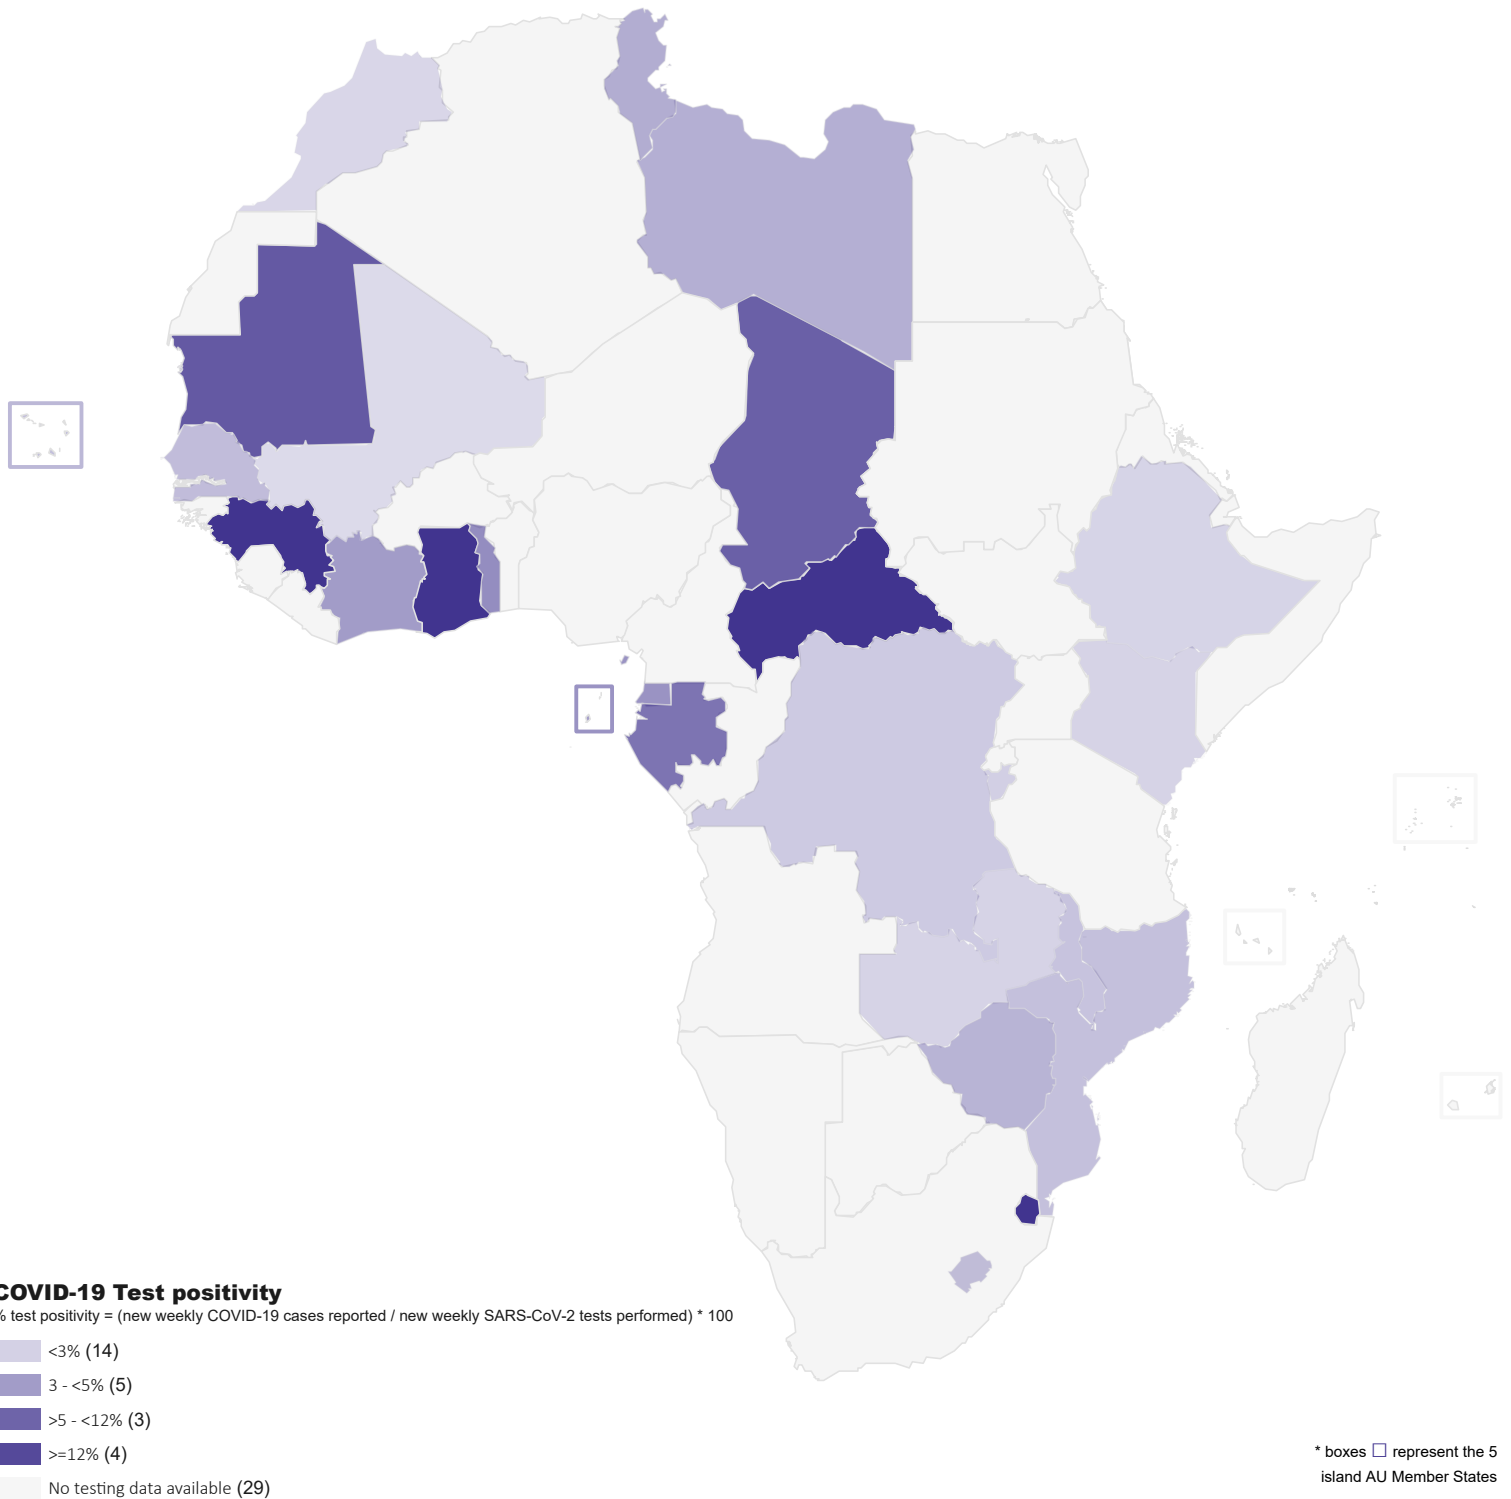 COVID-19 Test positivity
% test positivity = (new weekly COVID-19 cases reported / new weekly SARS-CoV-2 tests performed) * 100
<3% (14)
3 - <5% (5)
>5 - <12% (3)
>=12% (4)
No testing data available (29)
* boxes □ represent the 5
island AU Member States